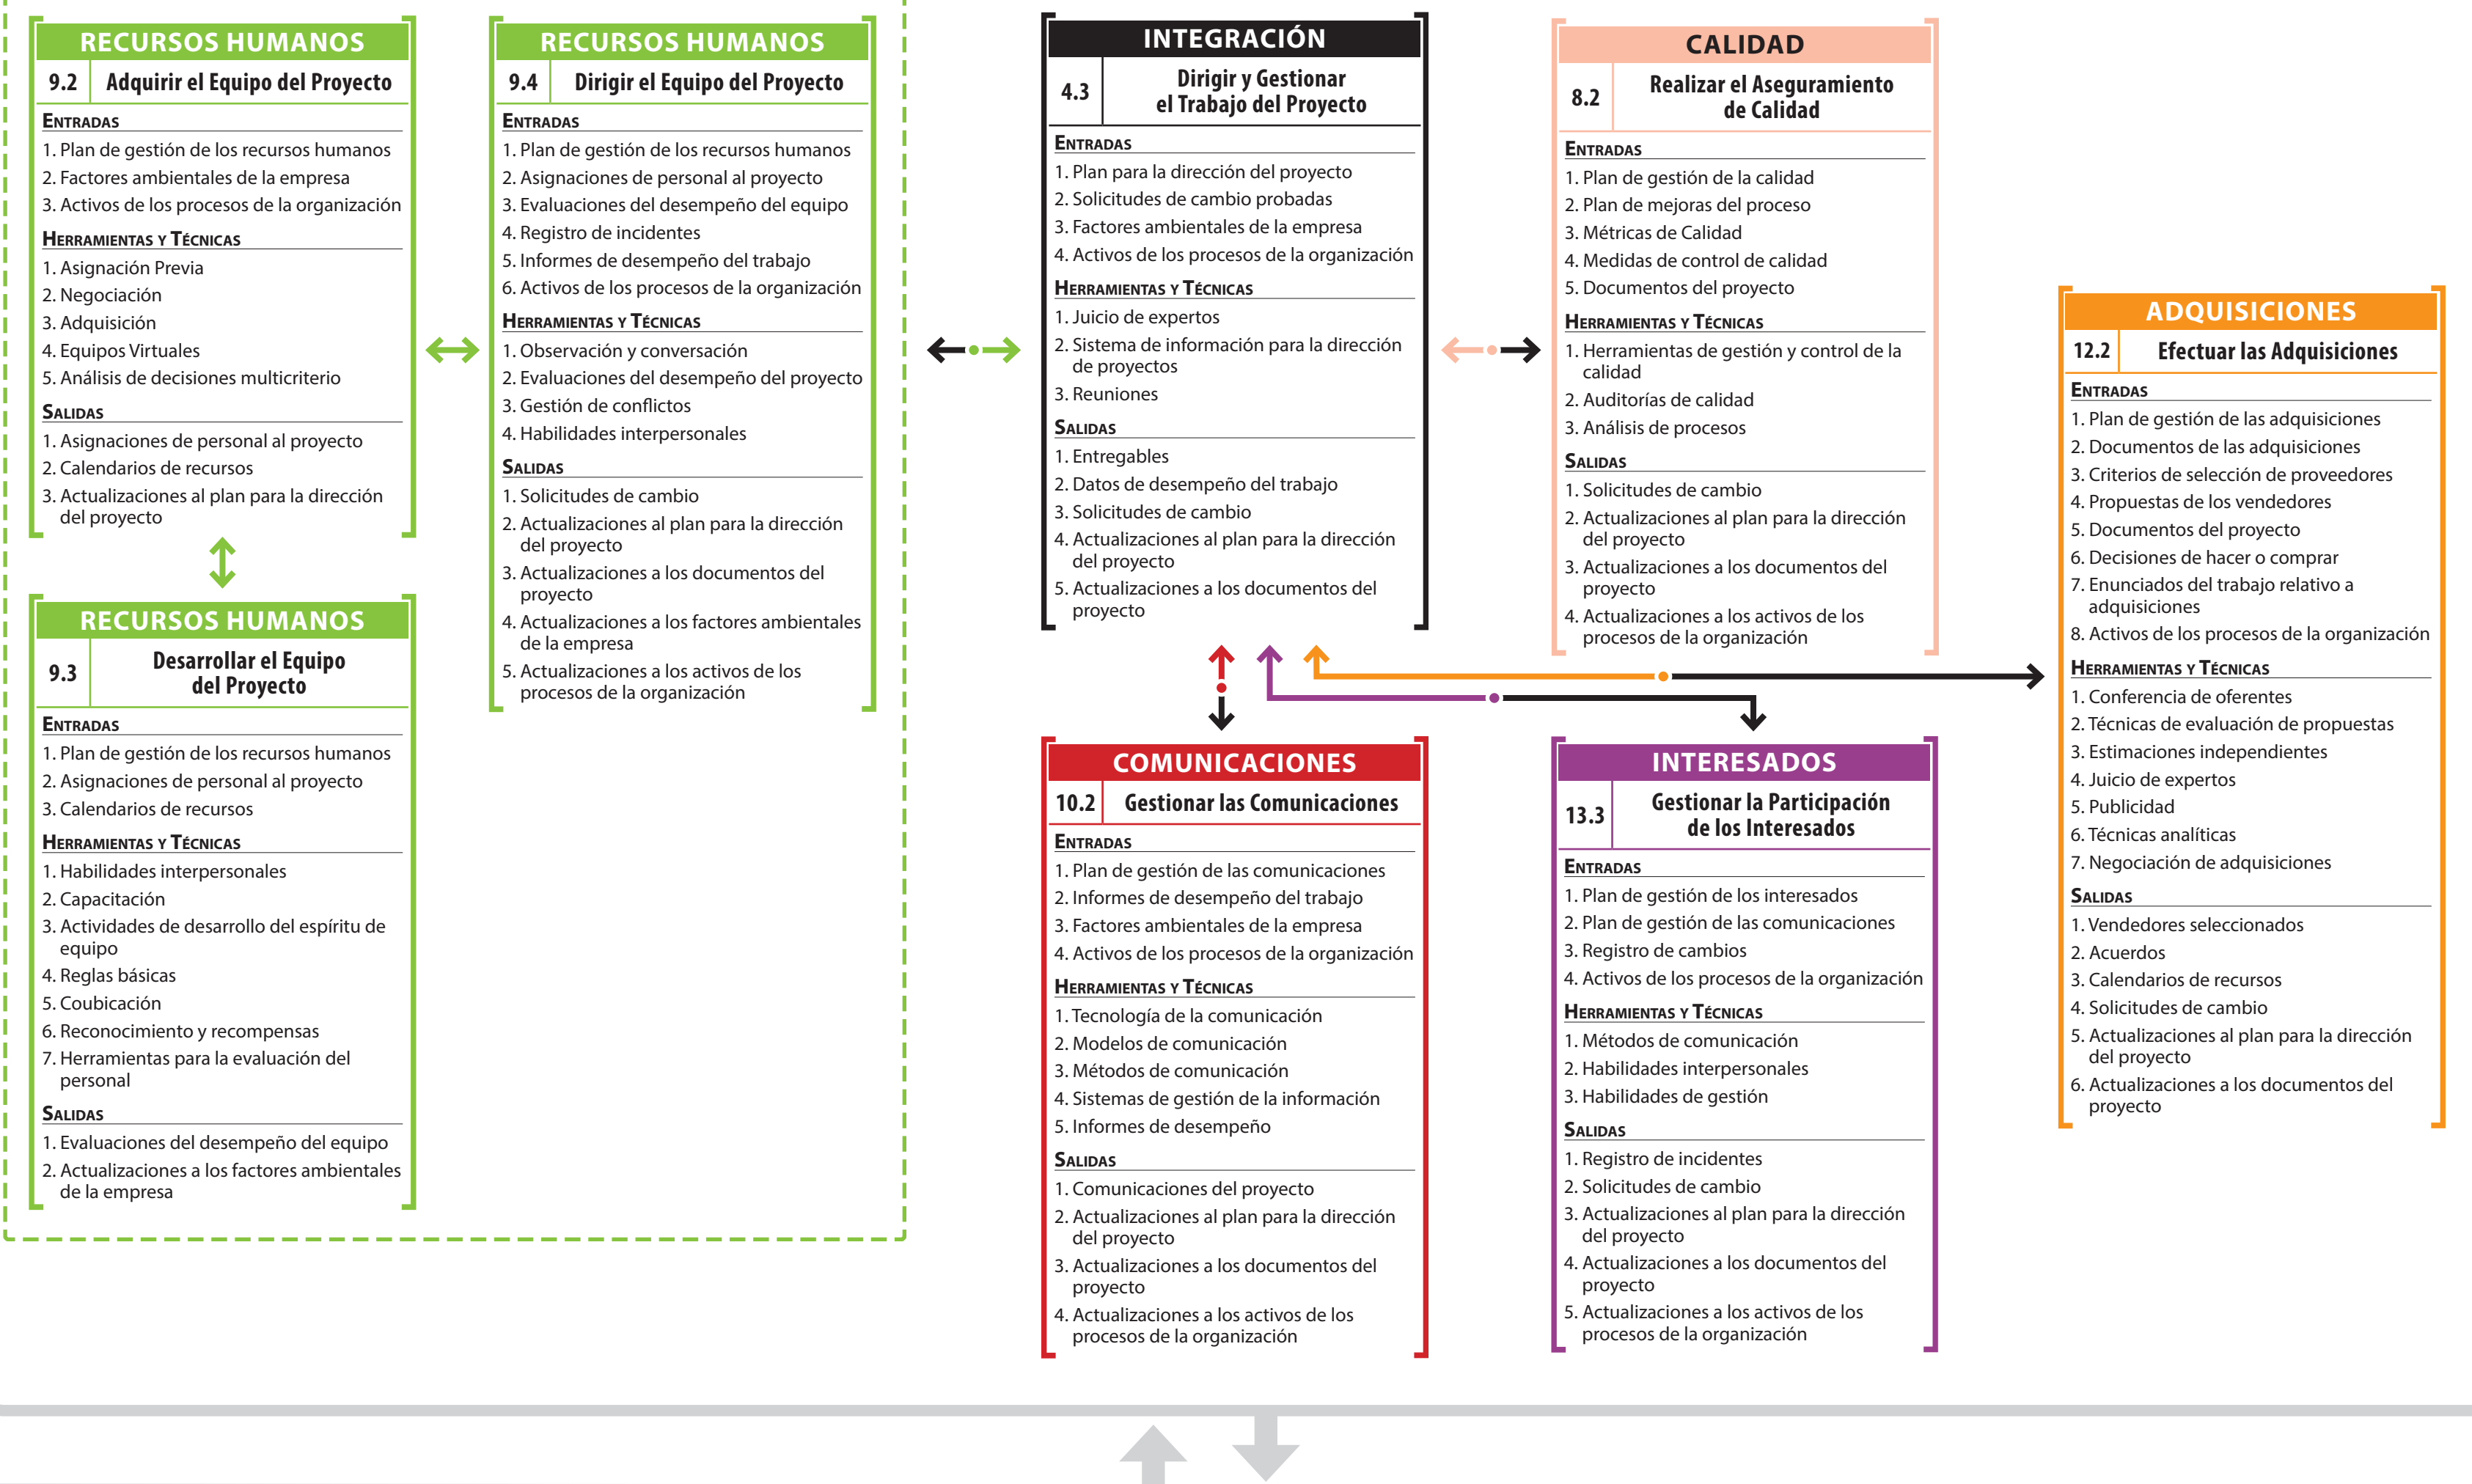 RECURSOS HUMANOS
9.2 Adquirir el Equipo del Proyecto
ENTRADAS
1. Plan de gestión de los recursos humanos
2. Factores ambientales de la empresa
3. Activos de los procesos de la organización
HERRAMIENTAS Y TÉCNICAS
1. Asignación Previa
2. Negociación
3. Adquisición
4. Equipos Virtuales
5. Análisis de decisiones multicriterio
SALIDAS
1. Asignaciones de personal al proyecto
2. Calendarios de recursos
3. Actualizaciones al plan para la dirección
del proyecto
RECURSOS HUMANOS
9.3 Desarrollar el Equipo
del Proyecto
ENTRADAS
1. Plan de gestión de los recursos humanos
2. Asignaciones de personal al proyecto
3. Calendarios de recursos
HERRAMIENTAS Y TÉCNICAS
1. Habilidades interpersonales
2. Capacitación
3. Actividades de desarrollo del espíritu de
equipo
4. Reglas básicas
5. Coubicación
6. Reconocimiento y recompensas
7. Herramientas para la evaluación del
personal
SALIDAS
1. Evaluaciones del desempeño del equipo
2. Actualizaciones a los factores ambientales
de la empresa
RECURSOS HUMANOS
9.4 Dirigir el Equipo del Proyecto
ENTRADAS
1. Plan de gestión de los recursos humanos
2. Asignaciones de personal al proyecto
3. Evaluaciones del desempeño del equipo
4. Registro de incidentes
5. Informes de desempeño del trabajo
6. Activos de los procesos de la organización
HERRAMIENTAS Y TÉCNICAS
1. Observación y conversación
2. Evaluaciones del desempeño del proyecto
3. Gestión de conflictos
4. Habilidades interpersonales
SALIDAS
1. Solicitudes de cambio
2. Actualizaciones al plan para la dirección
del proyecto
3. Actualizaciones a los documentos del
proyecto
4. Actualizaciones a los factores ambientales
de la empresa
5. Actualizaciones a los activos de los
procesos de la organización
INTEGRACIÓN
4.3 Dirigir y Gestionar
el Trabajo del Proyecto
ENTRADAS
1. Plan para la dirección del proyecto
2. Solicitudes de cambio probadas
3. Factores ambientales de la empresa
4. Activos de los procesos de la organización
HERRAMIENTAS Y TÉCNICAS
1. Juicio de expertos
2. Sistema de información para la dirección
de proyectos
3. Reuniones
SALIDAS
1. Entregables
2. Datos de desempeño del trabajo
3. Solicitudes de cambio
4. Actualizaciones al plan para la dirección
del proyecto
5. Actualizaciones a los documentos del
proyecto
COMUNICACIONES
10.2 Gestionar las Comunicaciones
ENTRADAS
1. Plan de gestión de las comunicaciones
2. Informes de desempeño del trabajo
3. Factores ambientales de la empresa
4. Activos de los procesos de la organización
HERRAMIENTAS Y TÉCNICAS
1. Tecnología de la comunicación
2. Modelos de comunicación
3. Métodos de comunicación
4. Sistemas de gestión de la información
5. Informes de desempeño
SALIDAS
1. Comunicaciones del proyecto
2. Actualizaciones al plan para la dirección
del proyecto
3. Actualizaciones a los documentos del
proyecto
4. Actualizaciones a los activos de los
procesos de la organización
CALIDAD
8.2 Realizar el Aseguramiento
de Calidad
ENTRADAS
1. Plan de gestión de la calidad
2. Plan de mejoras del proceso
3. Métricas de Calidad
4. Medidas de control de calidad
5. Documentos del proyecto
HERRAMIENTAS Y TÉCNICAS
1. Herramientas de gestión y control de la
calidad
2. Auditorías de calidad
3. Análisis de procesos
SALIDAS
1. Solicitudes de cambio
2. Actualizaciones al plan para la dirección
del proyecto
3. Actualizaciones a los documentos del
proyecto
4. Actualizaciones a los activos de los
procesos de la organización
INTERESADOS
13.3 Gestionar la Participación
de los Interesados
ENTRADAS
1. Plan de gestión de los interesados
2. Plan de gestión de las comunicaciones
3. Registro de cambios
4. Activos de los procesos de la organización
HERRAMIENTAS Y TÉCNICAS
1. Métodos de comunicación
2. Habilidades interpersonales
3. Habilidades de gestión
SALIDAS
1. Registro de incidentes
2. Solicitudes de cambio
3. Actualizaciones al plan para la dirección
del proyecto
4. Actualizaciones a los documentos del
proyecto
5. Actualizaciones a los activos de los
procesos de la organización
ADQUISICIONES
12.2 Efectuar las Adquisiciones
ENTRADAS
1. Plan de gestión de las adquisiciones
2. Documentos de las adquisiciones
3. Criterios de selección de proveedores
4. Propuestas de los vendedores
5. Documentos del proyecto
6. Decisiones de hacer o comprar
7. Enunciados del trabajo relativo a
adquisiciones
8. Activos de los procesos de la organización
HERRAMIENTAS Y TÉCNICAS
1. Conferencia de oferentes
2. Técnicas de evaluación de propuestas
3. Estimaciones independientes
4. Juicio de expertos
5. Publicidad
6. Técnicas analíticas
7. Negociación de adquisiciones
SALIDAS
1. Vendedores seleccionados
2. Acuerdos
3. Calendarios de recursos
4. Solicitudes de cambio
5. Actualizaciones al plan para la dirección
del proyecto
6. Actualizaciones a los documentos del
proyecto